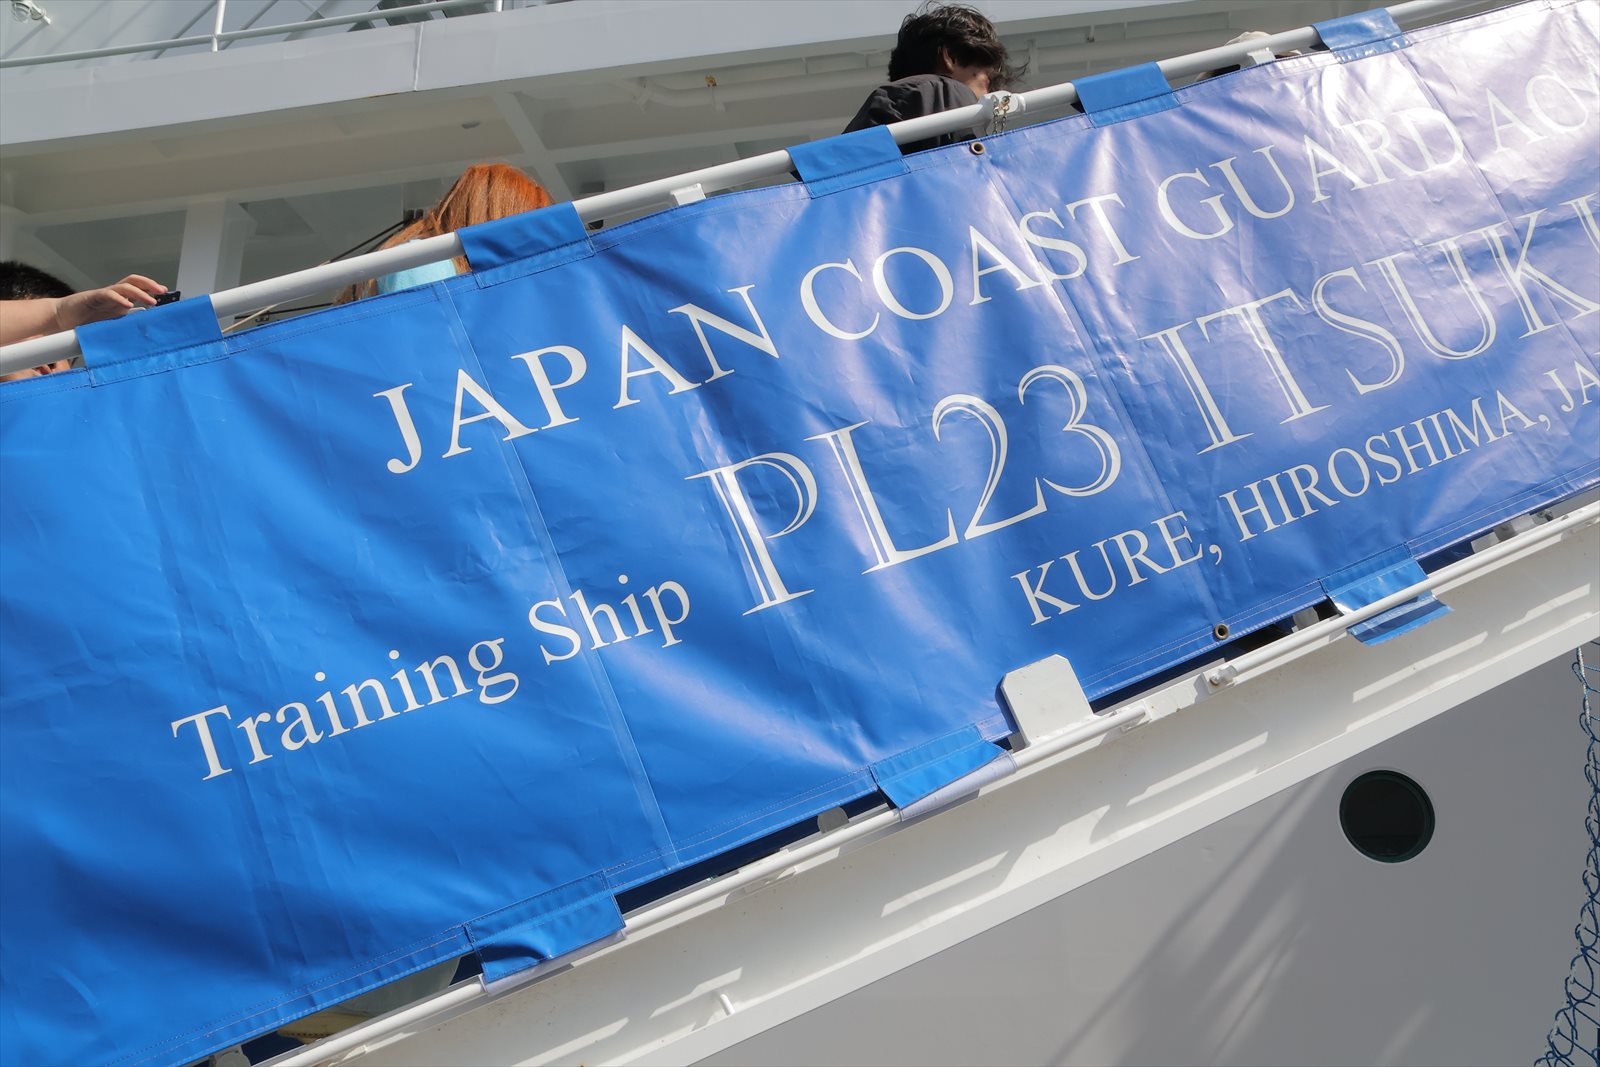 JAPAN COAST GUARD
Training Ship PL23
KURE, HIROSHIMA,